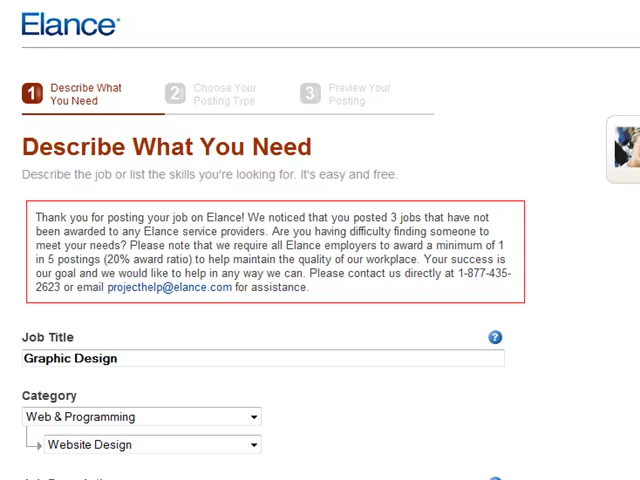 Elance
1 Describe What You Need
2 Choose Your Posting Type
3 Preview Your Posting
Describe What You Need
Describe the job or list the skills you're looking for. It's easy and free.
Thank you for posting your job on Elance! We noticed that you posted 3 jobs that have not
been awarded to any Elance service providers. Are you having difficulty finding someone to
meet your needs? Please note that we require all Elance employers to award a minimum of 1
in 5 postings (20% award ratio) to help maintain the quality of our workplace. Your success is
our goal and we would like to help in any way we can. Please contact us directly at 1-877-435-
2623 or email projecthelp@elance.com for assistance.
Job Title
?
Graphic Design
Category
Web & Programming
Website Design